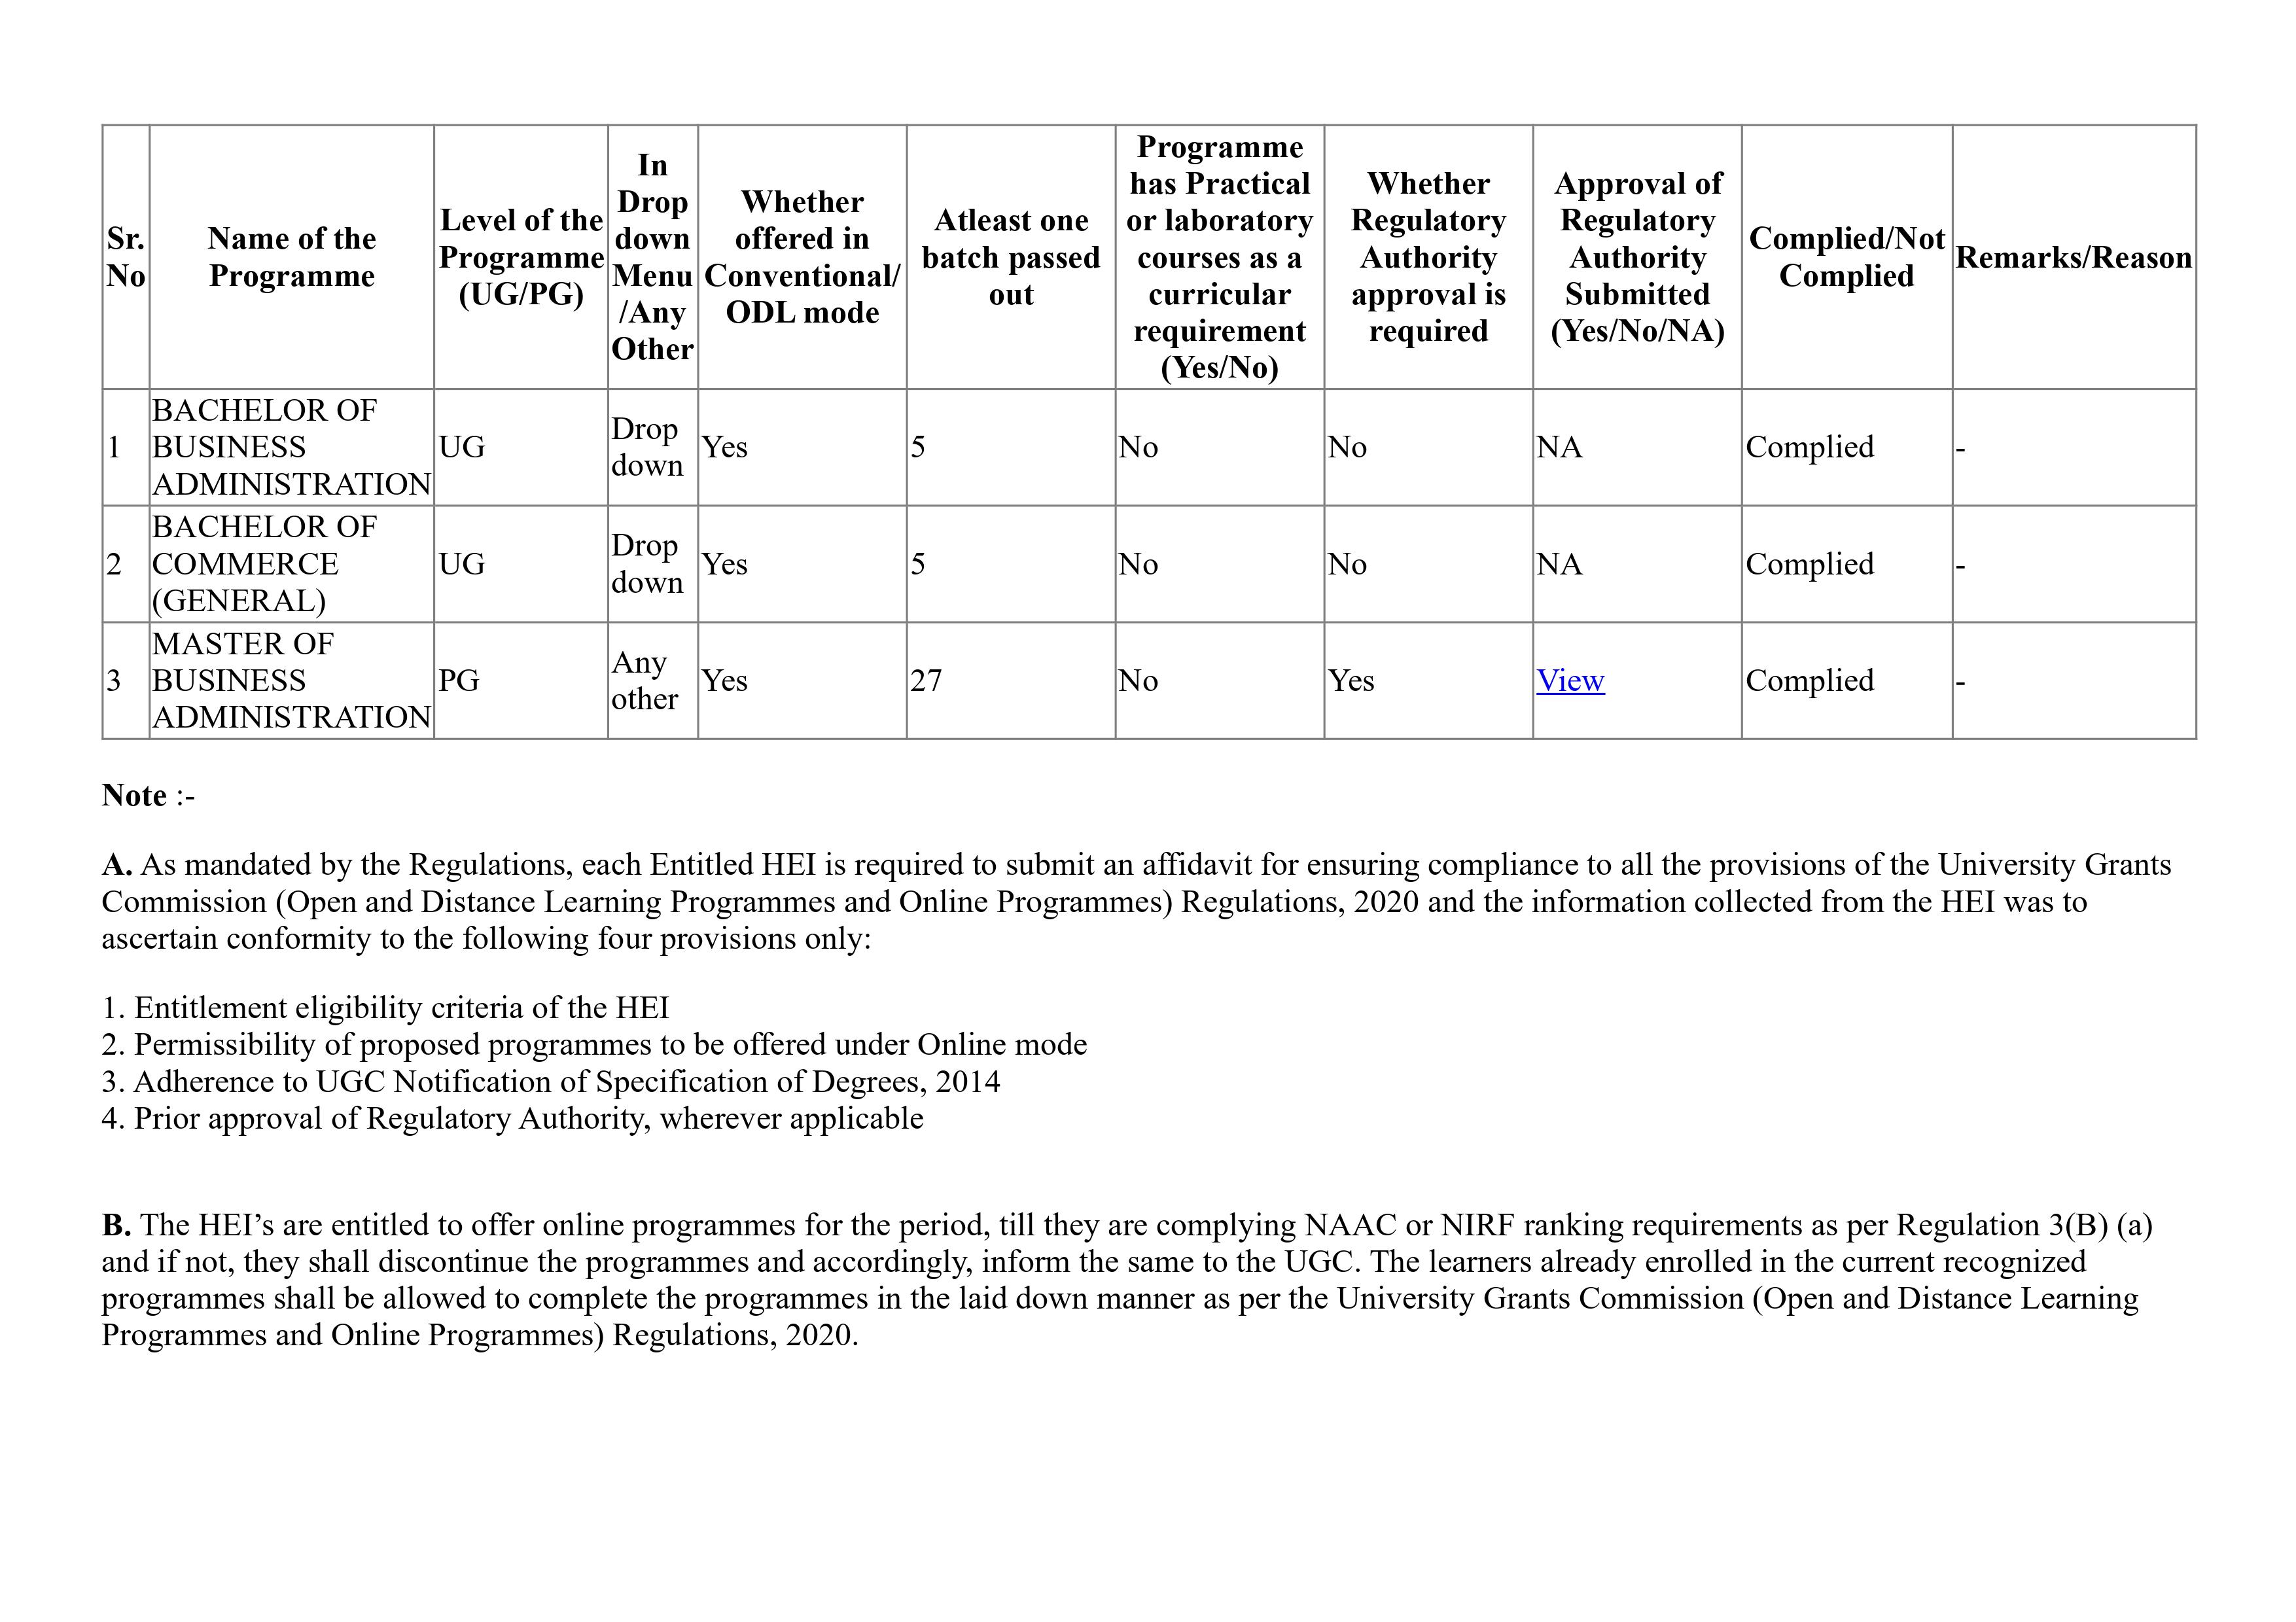 Sr. No | Name of the Programme | Level of the Programme (UG/PG) | In Drop down Menu /Any Other | Whether offered in Conventional/ ODL mode | Atleast one batch passed out | Programme has Practical or laboratory courses as a curricular requirement (Yes/No) | Whether Regulatory Authority approval is required | Approval of Regulatory Authority Submitted (Yes/No/NA) | Complied/Not Complied | Remarks/Reason
1 | BACHELOR OF BUSINESS ADMINISTRATION | UG | Drop down | Yes | 5 | No | No | NA | Complied | -
2 | BACHELOR OF COMMERCE (GENERAL) | UG | Drop down | Yes | 5 | No | No | NA | Complied | -
3 | MASTER OF BUSINESS ADMINISTRATION | PG | Any other | Yes | 27 | No | Yes | View | Complied | -
Note :-
A. As mandated by the Regulations, each Entitled HEI is required to submit an affidavit for ensuring compliance to all the provisions of the University Grants
Commission (Open and Distance Learning Programmes and Online Programmes) Regulations, 2020 and the information collected from the HEI was to
ascertain conformity to the following four provisions only:
1. Entitlement eligibility criteria of the HEI
2. Permissibility of proposed programmes to be offered under Online mode
3. Adherence to UGC Notification of Specification of Degrees, 2014
4. Prior approval of Regulatory Authority, wherever applicable
B. The HEI’s are entitled to offer online programmes for the period, till they are complying NAAC or NIRF ranking requirements as per Regulation 3(B) (a)
and if not, they shall discontinue the programmes and accordingly, inform the same to the UGC. The learners already enrolled in the current recognized
programmes shall be allowed to complete the programmes in the laid down manner as per the University Grants Commission (Open and Distance Learning
Programmes and Online Programmes) Regulations, 2020.